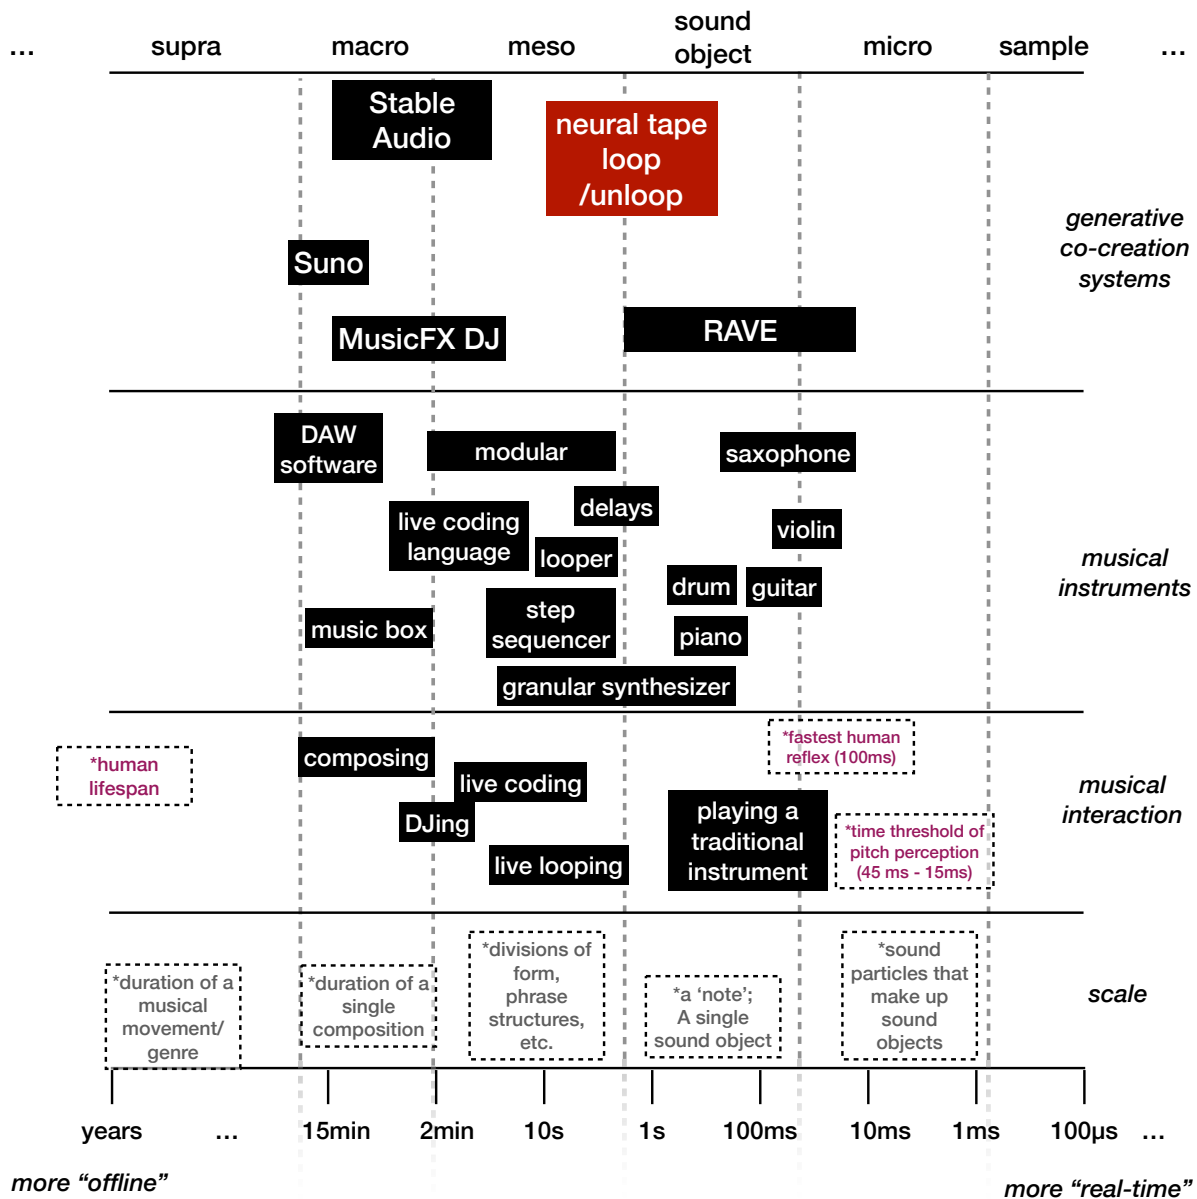 ... supra macro meso sound object micro sample ...
Stable
Audio
neural tape
loop
/unloop
generative
co-creation
systems
Suno
MusicFX DJ
RAVE
DAW
software
modular
saxophone
delays
live coding
language
violin
looper
drum
guitar
musical
instruments
step
sequencer
music box
piano
granular synthesizer
*human
lifespan
composing
*fastest human
reflex (100ms)
live coding
DJing
live looping
playing a
traditional
instrument
*time threshold of
pitch perception
(45 ms - 15ms)
musical
interaction
*duration of a
musical
movement/
genre
*duration of a
single
composition
*divisions of
form,
phrase
structures,
etc.
*a ‘note’;
A single
sound object
*sound
particles that
make up
sound
objects
scale
years ... 15min 2min 10s 1s 100ms 10ms 1ms 100µs ...
more “offline”
more “real-time”